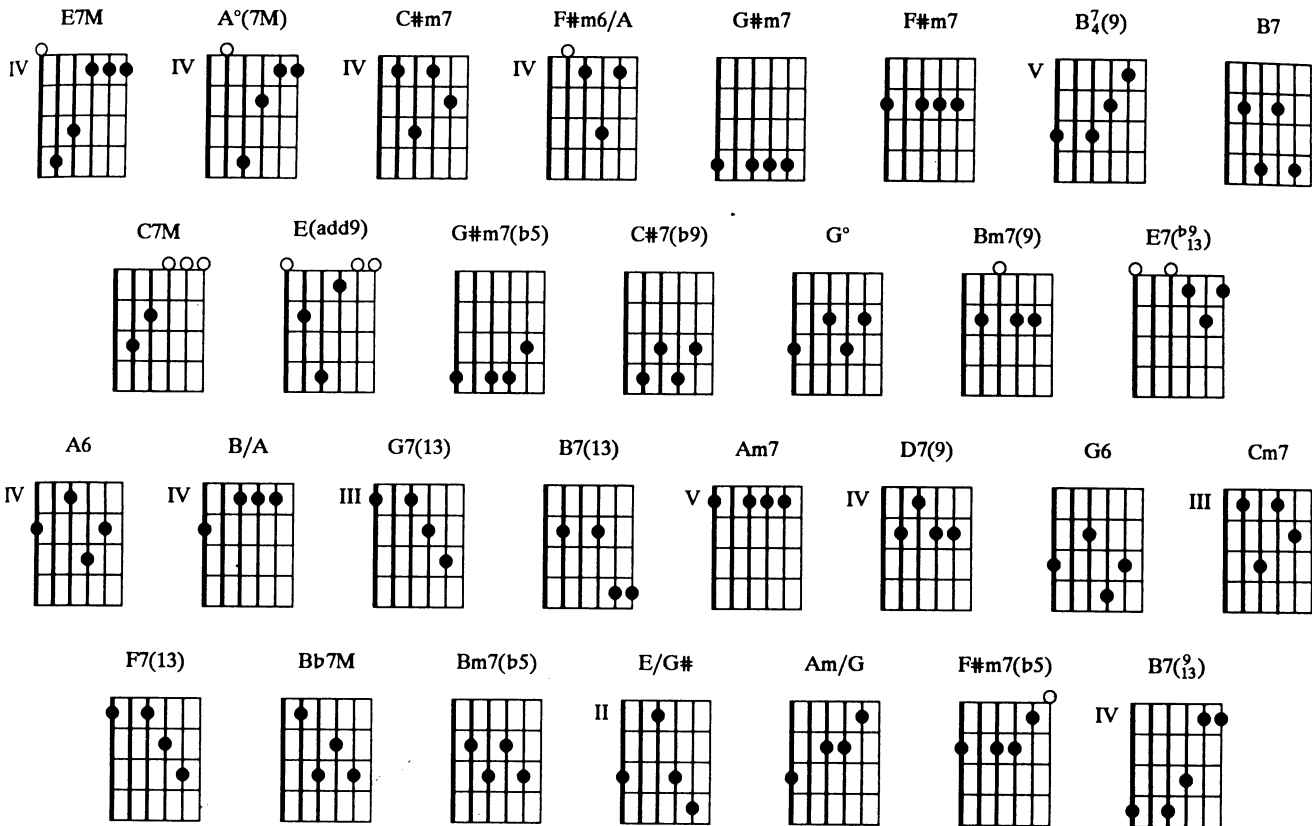 E7M A°(7M) C#m7 F#m6/A G#m7 F#m7 B7/4(9) B7
IV IV IV IV V
C7M E(add9) G#m7(b5) C#7(b9) G° Bm7(9) E7(b9/13)
A6 B/A G7(13) B7(13) Am7 D7(9) G6 Cm7
IV IV III V IV III
F7(13) Bb7M Bm7(b5) E/G# Am/G F#m7(b5) B7(9/13)
II IV